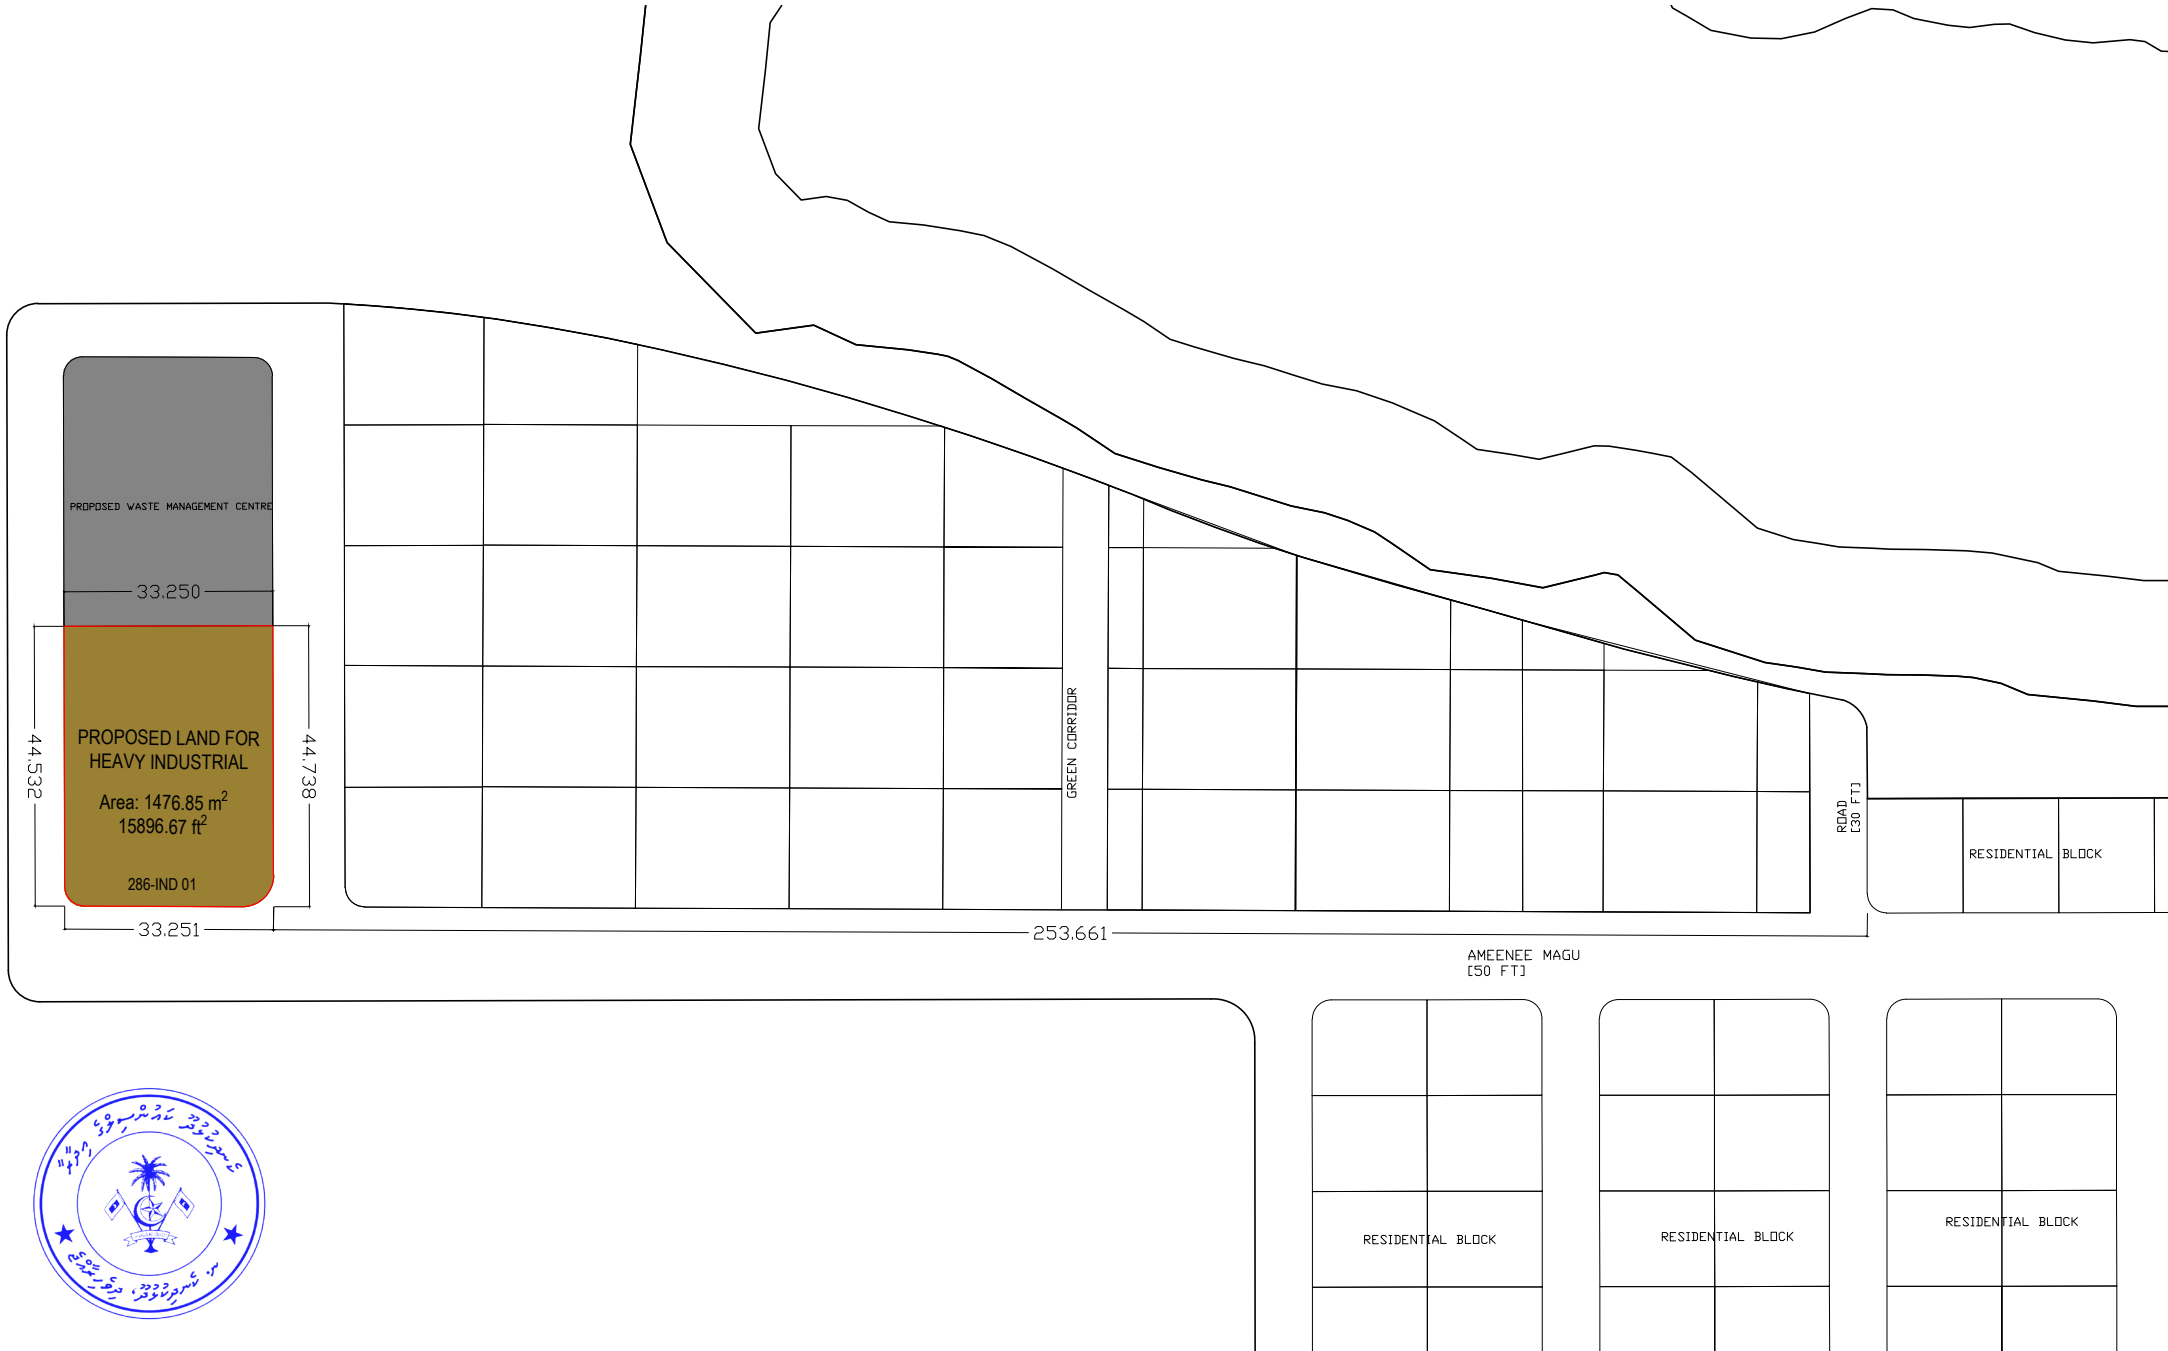 PROPOSED WASTE MANAGEMENT CENTRE
33.250
44.532
44.738
PROPOSED LAND FOR
HEAVY INDUSTRIAL
Area: 1476.85 m²
15896.67 ft²
286-IND 01
33.251
253.661
GREEN CORRIDOR
ROAD
[30 FT]
RESIDENTIAL BLOCK
AMEENEE MAGU
[50 FT]
RESIDENTIAL BLOCK
RESIDENTIAL BLOCK
RESIDENTIAL BLOCK